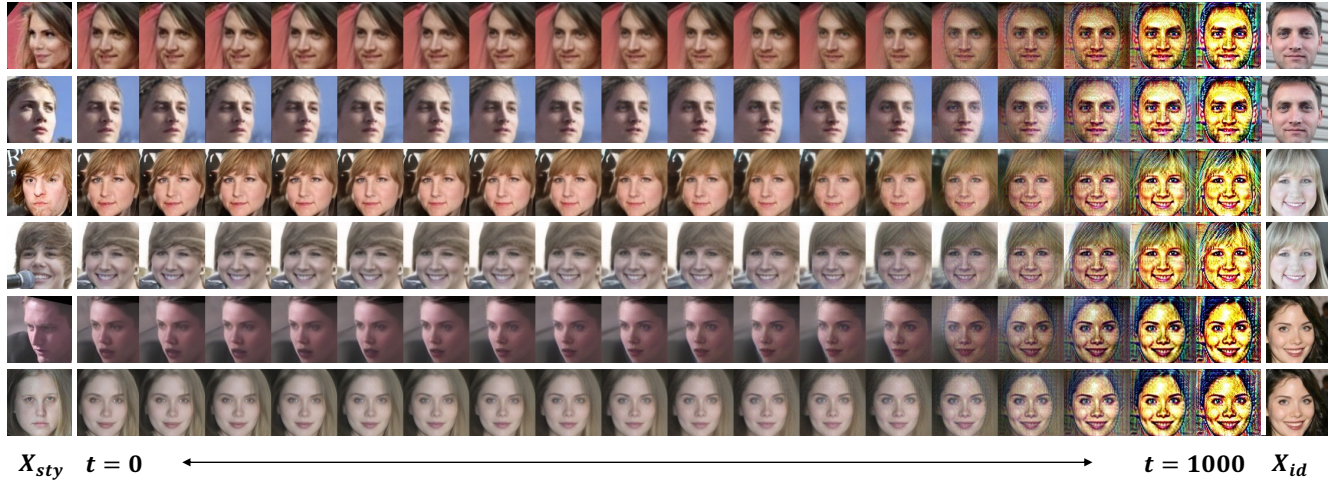 X_sty t = 0 t = 1000 X_id